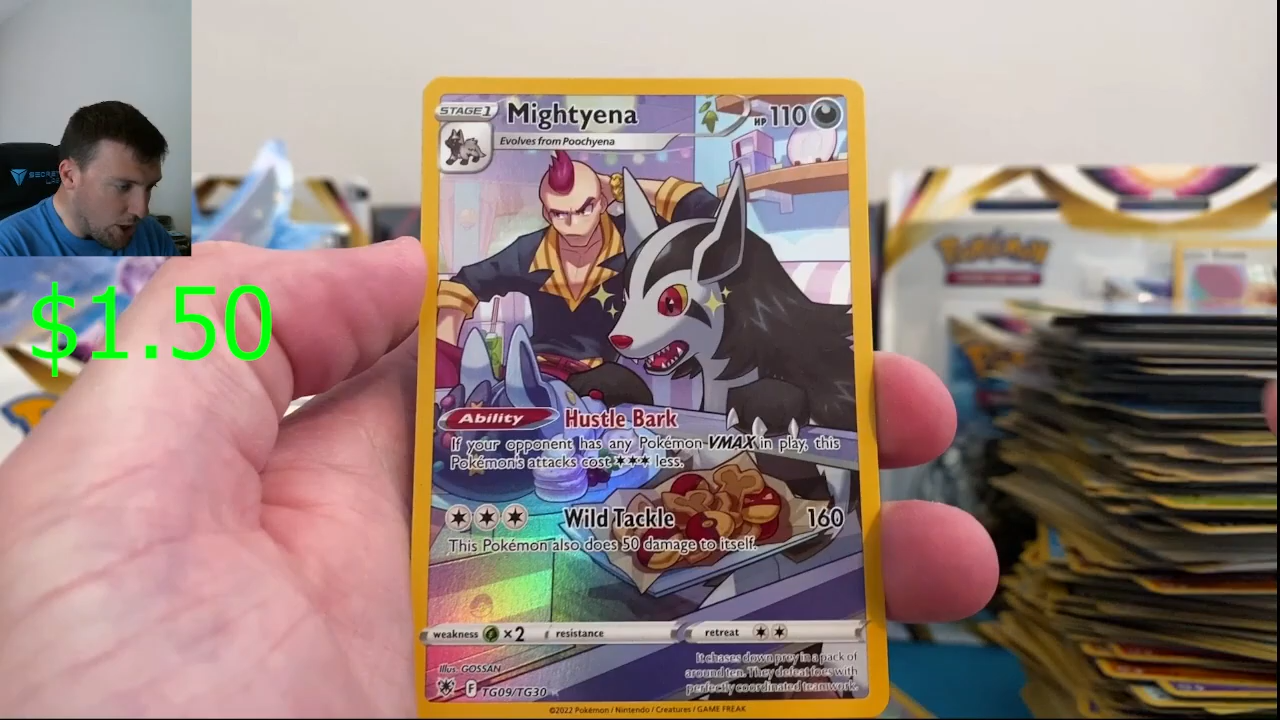 STAGE 1
Mightyena
HP 110
Evolves from Poochyena
$1.50
Ability Hustle Bark
If your opponent has any Pokémon VMAX in play, this
Pokémon's attacks cost ✶✶✶ less.
Wild Tackle 160
This Pokémon also does 50 damage to itself.
weakness ×2 resistance retreat
Illus. GOSSAN
F TG09/TG30
It chases down prey in a pack of
around ten. They defeat foes with
perfectly coordinated teamwork.
©2022 Pokémon / Nintendo / Creatures / GAME FREAK
POKÉMON